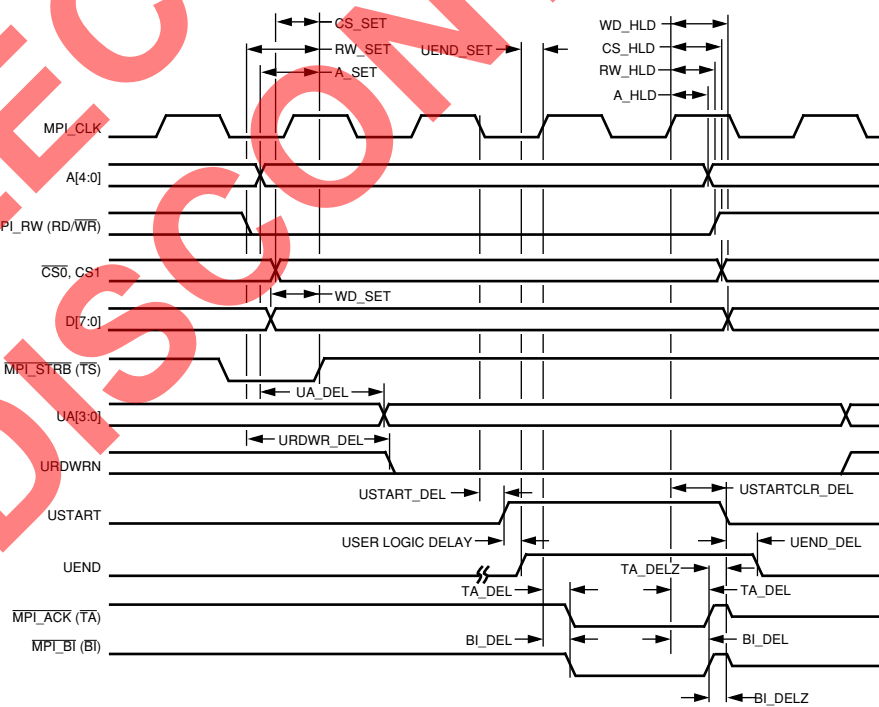 CS_SET
WD_HLD
RW_SET
UEND_SET
CS_HLD
A_SET
RW_HLD
A_HLD
MPI_CLK
A[4:0]
PI_RW (RD/WR)
CS0, CS1
WD_SET
D[7:0]
MPI_STRB (TS)
UA_DEL
UA[3:0]
URDWR_DEL
URDWRN
USTART_DEL
USTARTCLR_DEL
USTART
USER LOGIC DELAY
UEND_DEL
UEND
TA_DELZ
TA_DEL
TA_DEL
MPI_ACK (TA)
BI_DEL
BI_DEL
MPI_BI (BI)
BI_DELZ
DISCON